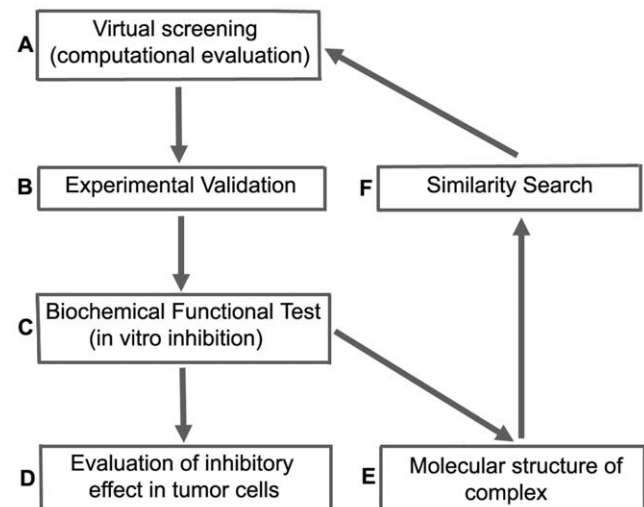 A
Virtual screening
(computational evaluation)
B
Experimental Validation
F
Similarity Search
C
Biochemical Functional Test
(in vitro inhibition)
D
Evaluation of inhibitory
effect in tumor cells
E
Molecular structure of
complex